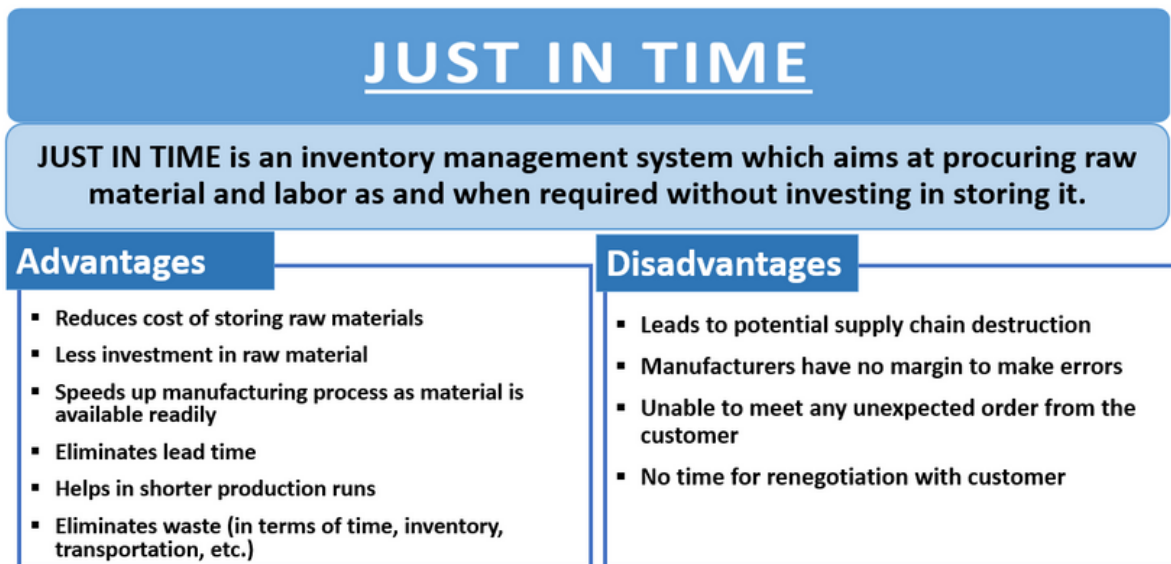 JUST IN TIME
JUST IN TIME is an inventory management system which aims at procuring raw
material and labor as and when required without investing in storing it.
Advantages
▪ Reduces cost of storing raw materials
▪ Less investment in raw material
▪ Speeds up manufacturing process as material is
available readily
▪ Eliminates lead time
▪ Helps in shorter production runs
▪ Eliminates waste (in terms of time, inventory,
transportation, etc.)
Disadvantages
▪ Leads to potential supply chain destruction
▪ Manufacturers have no margin to make errors
▪ Unable to meet any unexpected order from the
customer
▪ No time for renegotiation with customer